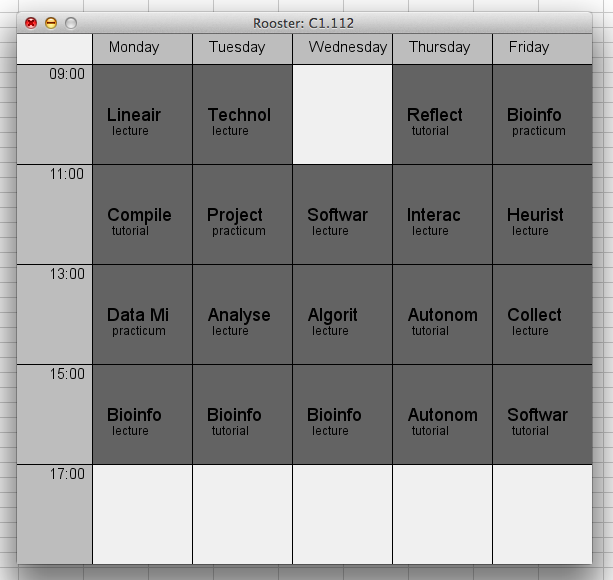 Rooster: C1.112
Monday Tuesday Wednesday Thursday Friday
09:00
Lineair Technol Reflect Bioinfo
lecture lecture tutorial practicum
11:00
Compile Project Softwar Interac Heurist
tutorial practicum lecture lecture lecture
13:00
Data Mi Analyse Algorit Autonom Collect
practicum lecture lecture tutorial lecture
15:00
Bioinfo Bioinfo Bioinfo Autonom Softwar
lecture tutorial lecture tutorial tutorial
17:00